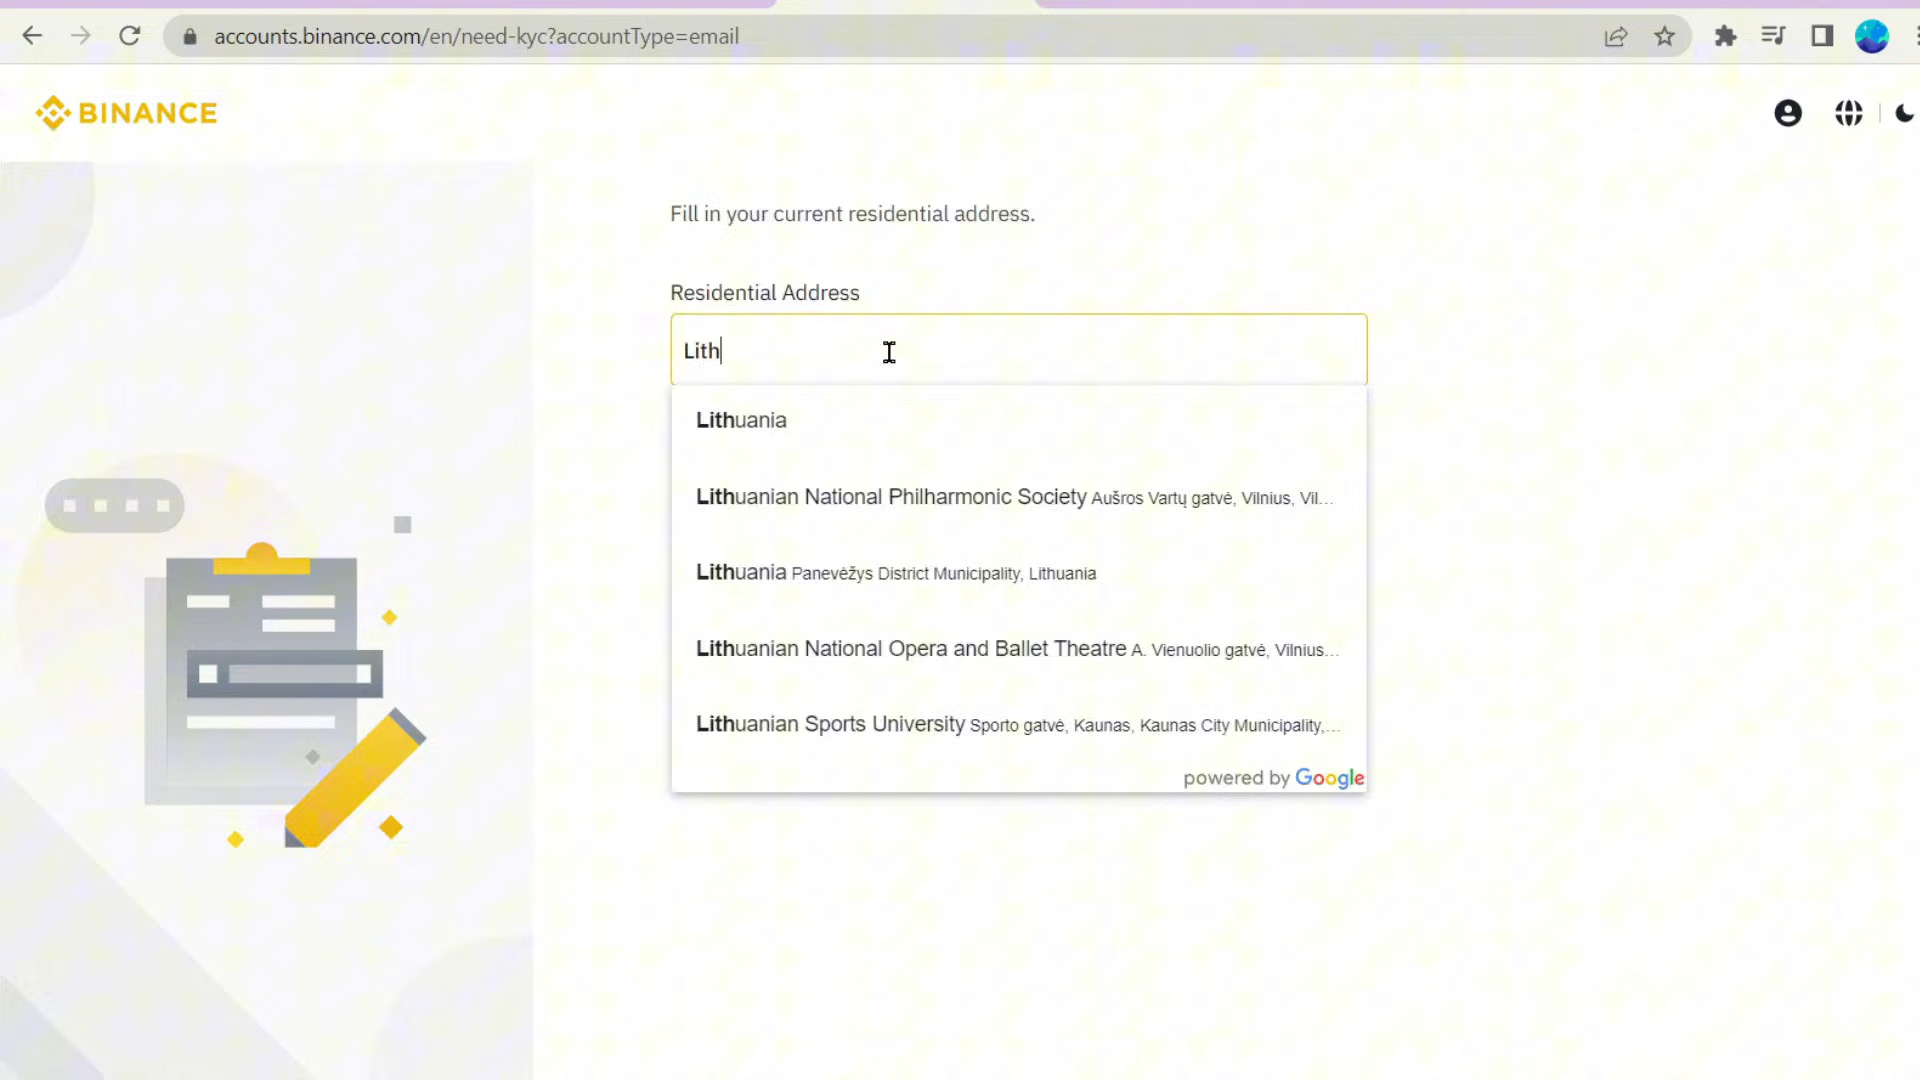 accounts.binance.com/en/need-kyc?accountType=email
BINANCE
Fill in your current residential address.
Residential Address
Lith
Lithuania
Lithuanian National Philharmonic Society Aušros Vartų gatvė, Vilnius, Vil...
Lithuania Panevėžys District Municipality, Lithuania
Lithuanian National Opera and Ballet Theatre A. Vienuolio gatvė, Vilnius...
Lithuanian Sports University Sporto gatvė, Kaunas, Kaunas City Municipality,...
powered by Google